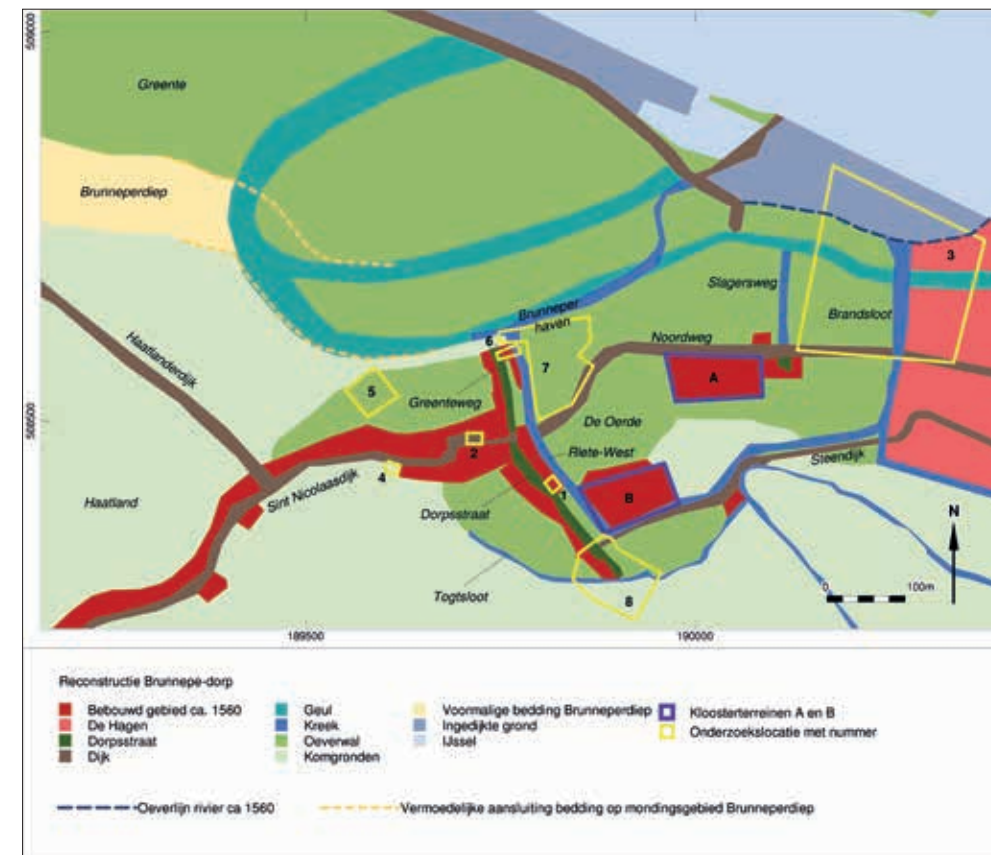 509000
Greente
Brunneperdiep
3
Slagersweg
Brandsloot
Brunneper
haven
Noordweg
Haatlanderdijk
6
7
A
5
Greenteweg
508500
De Oerde
2
Riete-West
Steendijk
4
Sint Nicolaasdijk
1
B
Haatland
Dorpsstraat
N
0
100m
Togtsloot
8
189500
190000
Reconstructie Brunnepe-dorp
Bebouwd gebied ca. 1560
Geul
Voormalige bedding Brunneperdiep
Kloosterterreinen A en B
De Hagen
Kreek
Ingedijkte grond
Onderzoekslocatie met nummer
Dorpsstraat
Oeverwal
IJssel
Dijk
Komgronden
Oeverlijn rivier ca 1560
Vermoedelijke aansluiting bedding op mondingsgebied Brunneperdiep